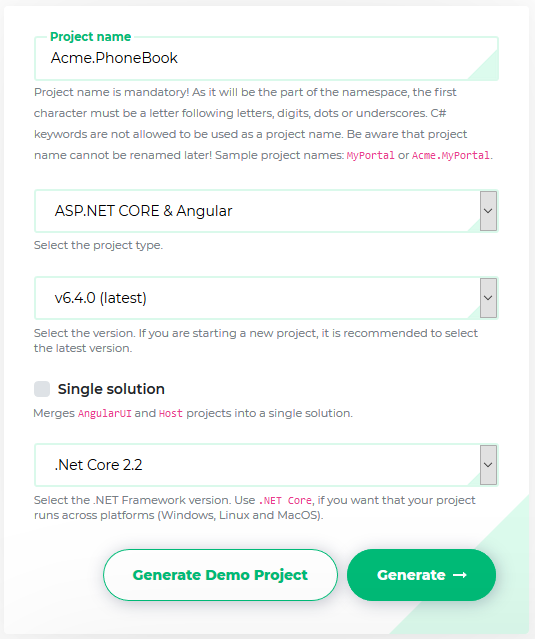 Project name
Acme.PhoneBook
Project name is mandatory! As it will be the part of the namespace, the first
character must be a letter following letters, digits, dots or underscores. C#
keywords are not allowed to be used as a project name. Be aware that project
name cannot be renamed later! Sample project names: MyPortal or Acme.MyPortal.
ASP.NET CORE & Angular
Select the project type.
v6.4.0 (latest)
Select the version. If you are starting a new project, it is recommended to select
the latest version.
Single solution
Merges AngularUI and Host projects into a single solution.
.Net Core 2.2
Select the .NET Framework version. Use .NET Core, if you want that your project
runs across platforms (Windows, Linux and MacOS).
Generate Demo Project
Generate →